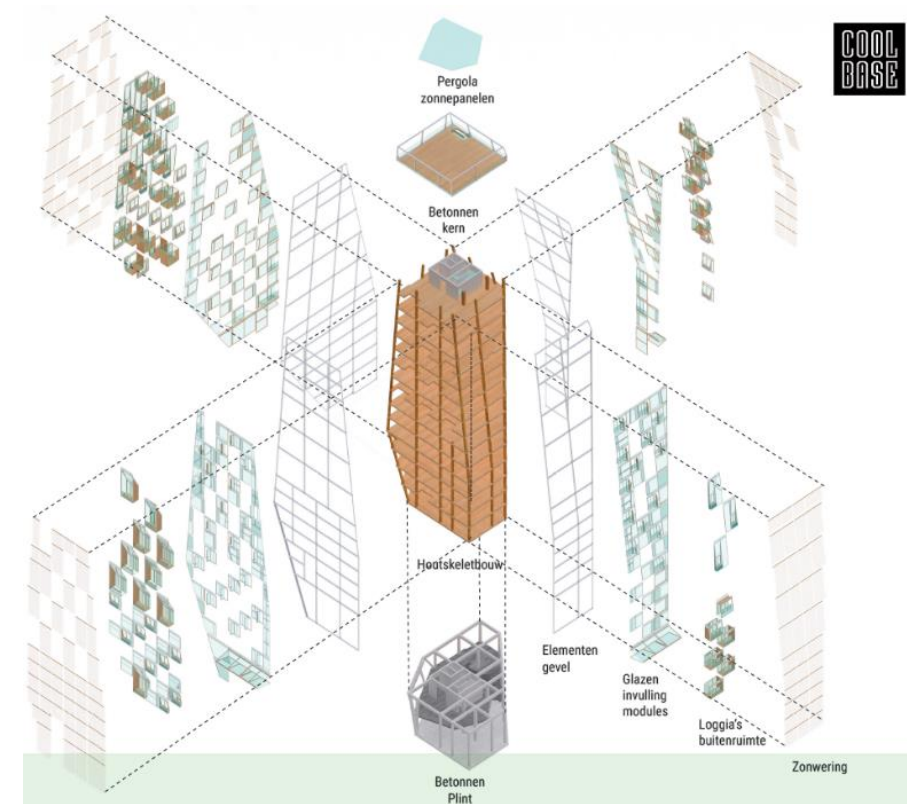 COOL
BASE
Pergola
zonnepanelen
Betonnen
kern
Houtskeletbouw
Elementen
gevel
Glazen
invulling
modules
Loggia's
buitenruimte
Zonwering
Betonnen
Plint